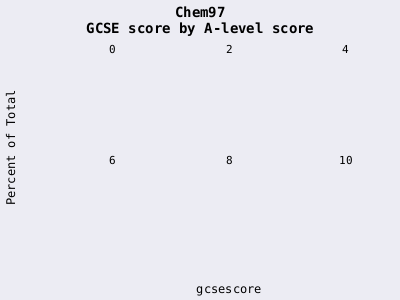 Chem97
GCSE score by A-level score
0 2 4
Percent of Total
6 8 10
gcsescore